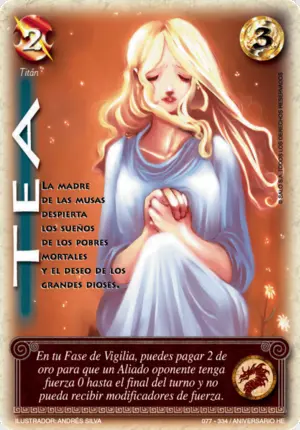 2
3
Titán
TEA
LA MADRE
DE LAS MUSAS
DESPIERTA
LOS SUEÑOS
DE LOS POBRES
MORTALES
Y EL DESEO DE LOS
GRANDES DIOSES.
En tu Fase de Vigilia, puedes pagar 2 de
oro para que un Aliado oponente tenga
fuerza 0 hasta el final del turno y no
pueda recibir modificadores de fuerza.
ILUSTRADOR: ANDRÉS SILVA
077 - 334 / ANIVERSARIO HE